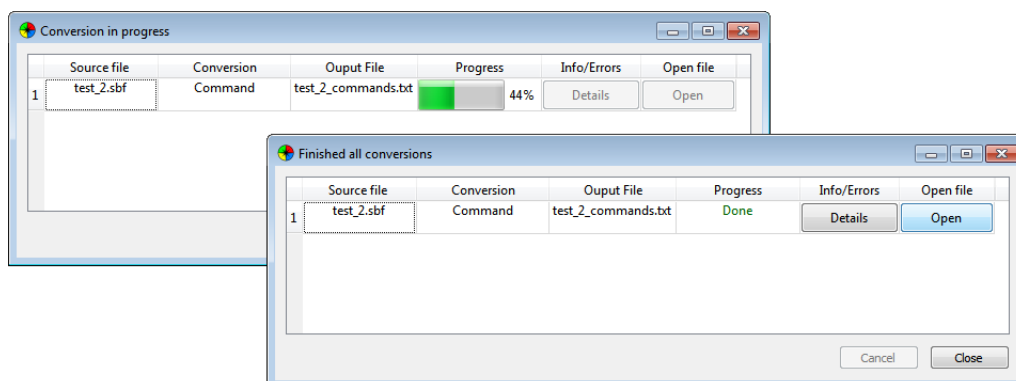 Conversion in progress
Source file Conversion Ouput File Progress Info/Errors Open file
1 test_2.sbf Command test_2_commands.txt 44% Details Open
Finished all conversions
Source file Conversion Ouput File Progress Info/Errors Open file
1 test_2.sbf Command test_2_commands.txt Done Details Open
Cancel Close